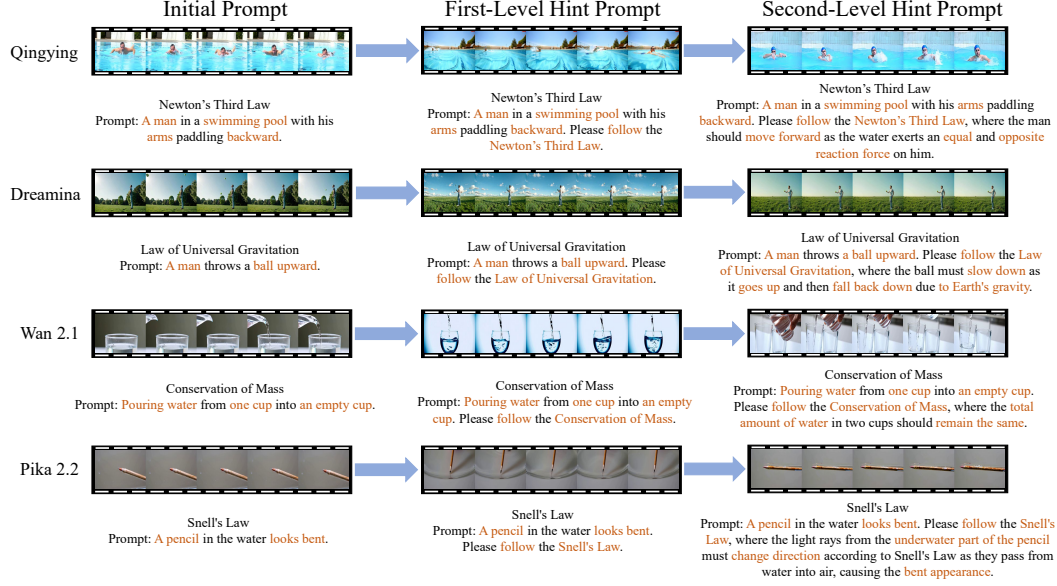 Initial Prompt
First-Level Hint Prompt
Second-Level Hint Prompt
Qingying
Newton's Third Law
Prompt: A man in a swimming pool with his
arms paddling backward.
Newton's Third Law
Prompt: A man in a swimming pool with his
arms paddling backward. Please follow the
Newton's Third Law.
Newton's Third Law
Prompt: A man in a swimming pool with his arms paddling
backward. Please follow the Newton's Third Law, where the man
should move forward as the water exerts an equal and opposite
reaction force on him.
Dreamina
Law of Universal Gravitation
Prompt: A man throws a ball upward.
Law of Universal Gravitation
Prompt: A man throws a ball upward. Please
follow the Law of Universal Gravitation.
Law of Universal Gravitation
Prompt: A man throws a ball upward. Please follow the Law
of Universal Gravitation, where the ball must slow down as
it goes up and then fall back down due to Earth's gravity.
Wan 2.1
Conservation of Mass
Prompt: Pouring water from one cup into an empty cup.
Conservation of Mass
Prompt: Pouring water from one cup into an empty
cup. Please follow the Conservation of Mass.
Conservation of Mass
Prompt: Pouring water from one cup into an empty cup.
Please follow the Conservation of Mass, where the total
amount of water in two cups should remain the same.
Pika 2.2
Snell's Law
Prompt: A pencil in the water looks bent.
Snell's Law
Prompt: A pencil in the water looks bent.
Please follow the Snell's Law.
Snell's Law
Prompt: A pencil in the water looks bent. Please follow the Snell's
Law, where the light rays from the underwater part of the pencil
must change direction according to Snell's Law as they pass from
water into air, causing the bent appearance.